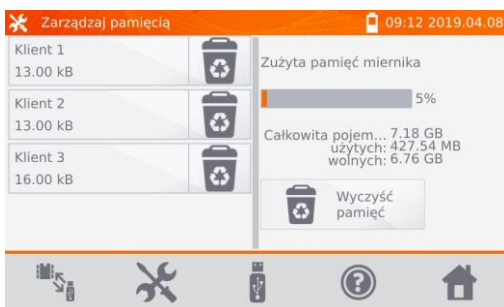 Zarządzaj pamięcią
09:12 2019.04.08
Klient 1
13.00 kB
Klient 2
13.00 kB
Klient 3
16.00 kB
Zużyta pamięć miernika
5%
Całkowita pojem... 7.18 GB
użytych: 427.54 MB
wolnych: 6.76 GB
Wyczyść
pamięć